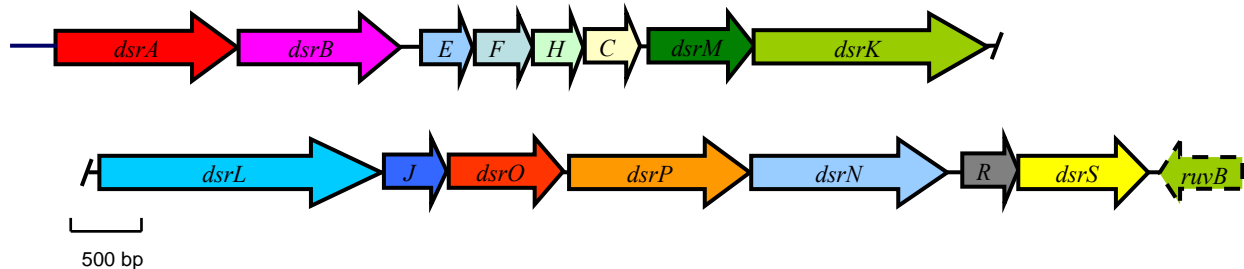 dsrA dsrB E F H C dsrM dsrK
dsrL J dsrO dsrP dsrN R dsrS ruvB
500 bp